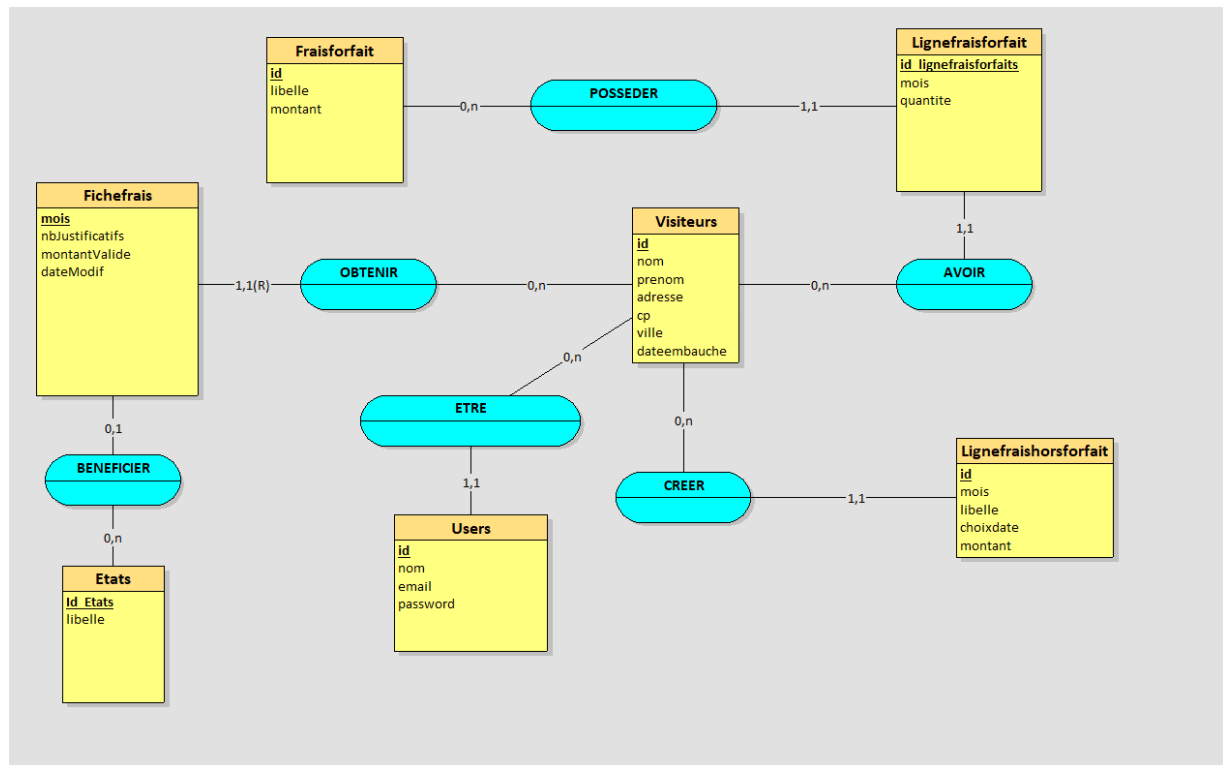 Fraisforfait
id
libelle
montant
0,n
POSSEDER
1,1
Lignefraisforfait
id_lignefraisforfaits
mois
quantite
1,1
AVOIR
0,n
Fichefrais
mois
nbJustificatifs
montantValide
dateModif
1,1(R)
OBTENIR
0,n
Visiteurs
id
nom
prenom
adresse
cp
ville
dateembauche
0,n
ETRE
1,1
Users
id
nom
email
password
0,n
CREER
1,1
Lignefraishorsforfait
id
mois
libelle
choixdate
montant
0,1
BENEFICIER
0,n
Etats
Id_Etats
libelle